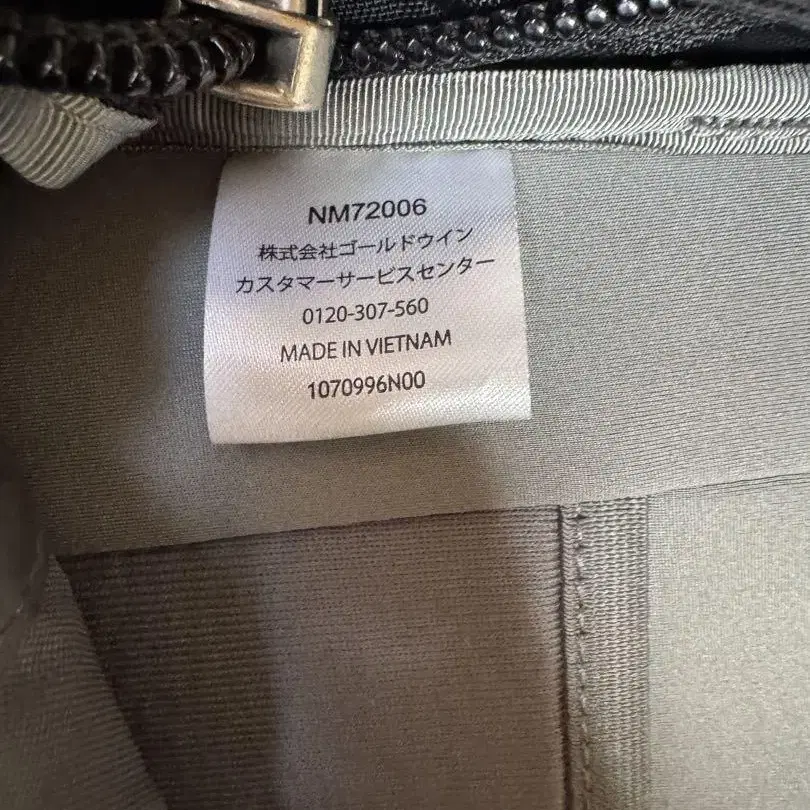 NM72006
株式会社ゴールドウイン
カスタマーサービスセンター
0120-307-560
MADE IN VIETNAM
1070996N00